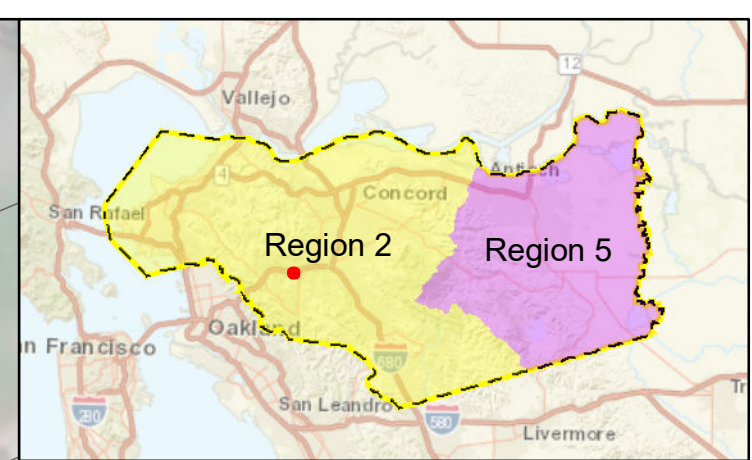 12
Vallejo
4
Antioch
Concord
San Rafael
Region 2
Region 5
Oakland
n Francisco
680
San Leandro
280
580
Livermore
Tr